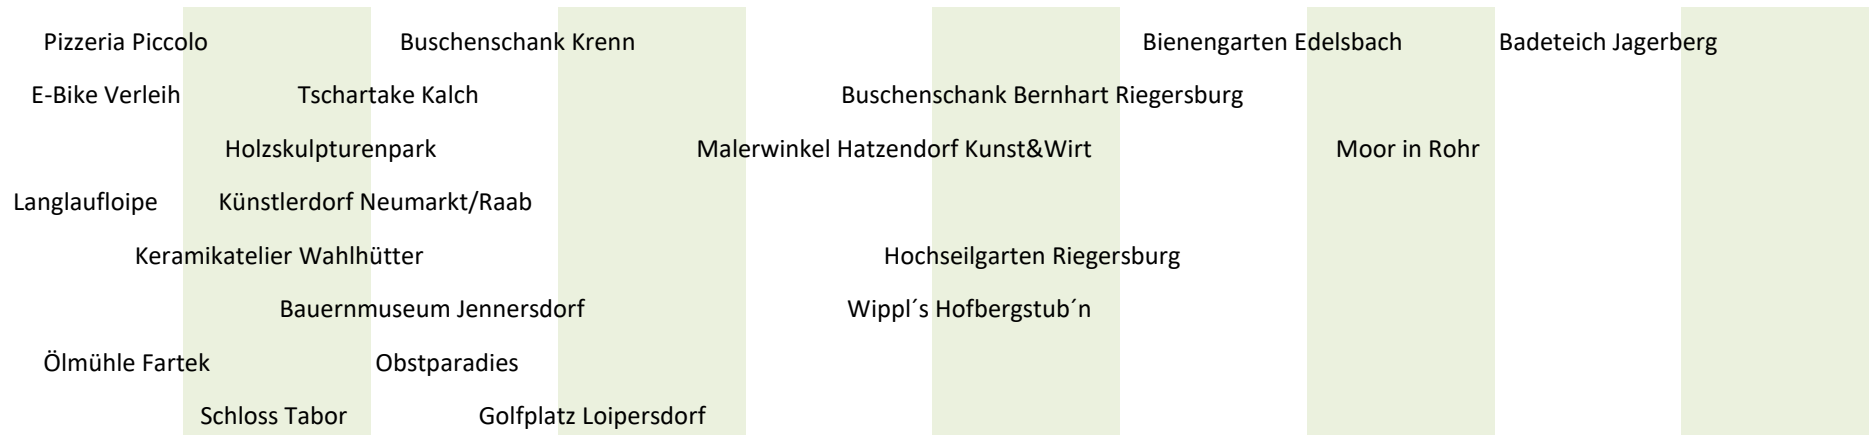 Pizzeria Piccolo Buschenschank Krenn Bienengarten Edelsbach Badeteich Jagerberg
E-Bike Verleih Tschartake Kalch Buschenschank Bernhart Riegersburg
Holzskulpturenpark Malerwinkel Hatzendorf Kunst&Wirt Moor in Rohr
Langlaufloipe Künstlerdorf Neumarkt/Raab
Keramikatelier Wahlhütter Hochseilgarten Riegersburg
Bauernmuseum Jennersdorf Wippl´s Hofbergstub´n
Ölmühle Fartek Obstparadies
Schloss Tabor Golfplatz Loipersdorf